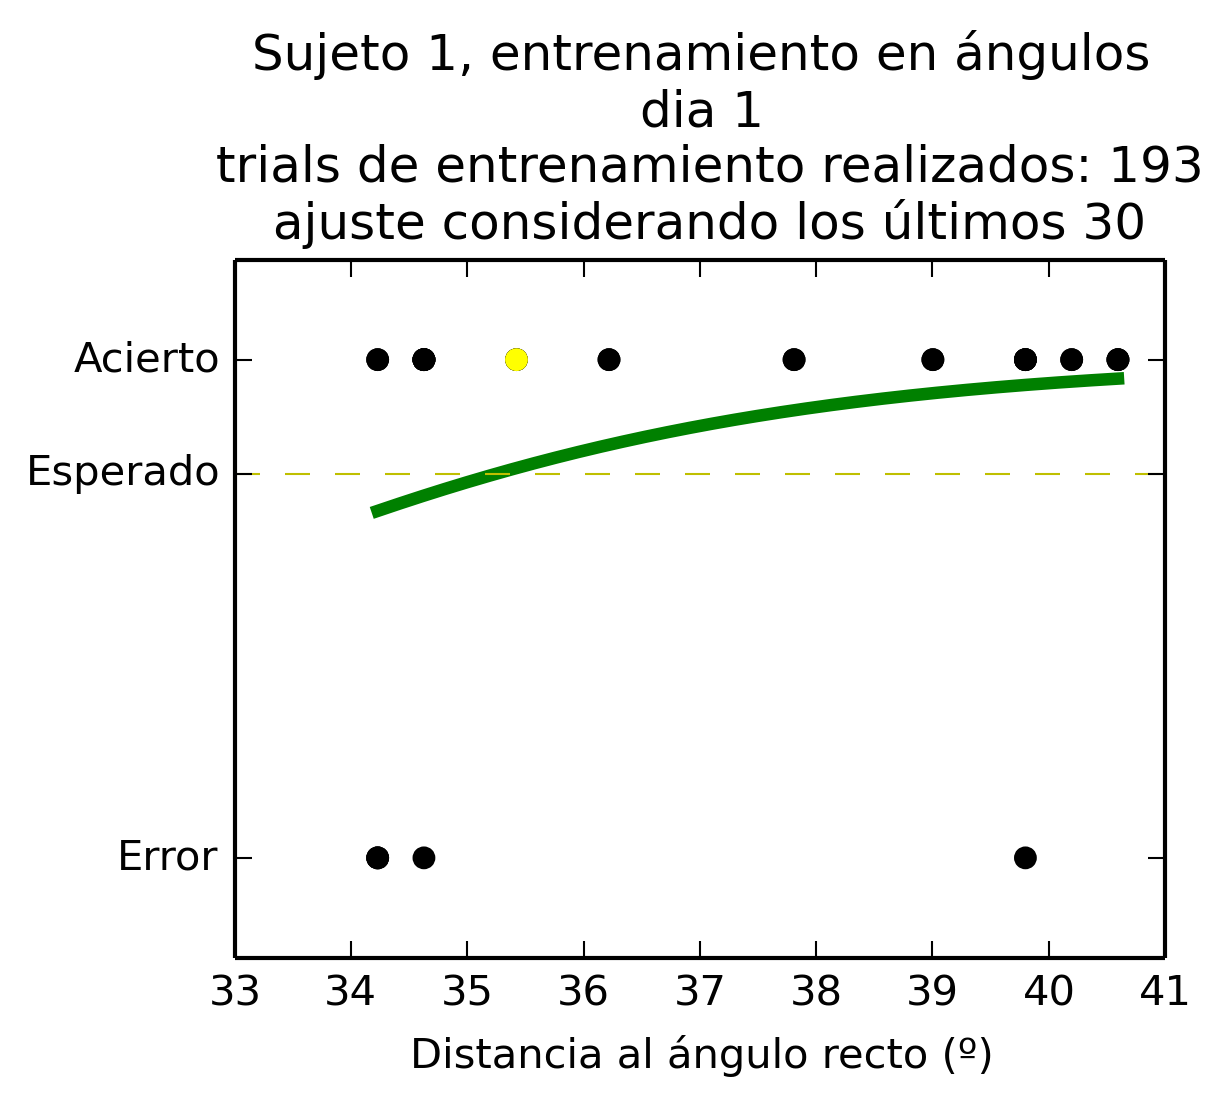 Sujeto 1, entrenamiento en ángulos
dia 1
trials de entrenamiento realizados: 193
ajuste considerando los últimos 30
Acierto
Esperado
Error
33 34 35 36 37 38 39 40 41
Distancia al ángulo recto (º)